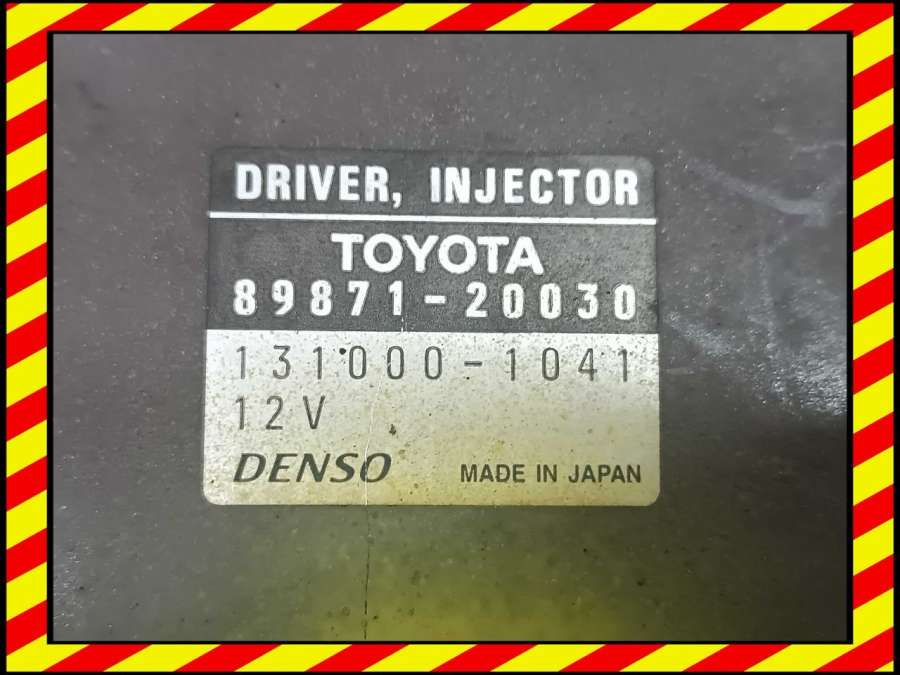 DRIVER, INJECTOR
TOYOTA
89871-20030
131000-1041
12V
DENSO MADE IN JAPAN